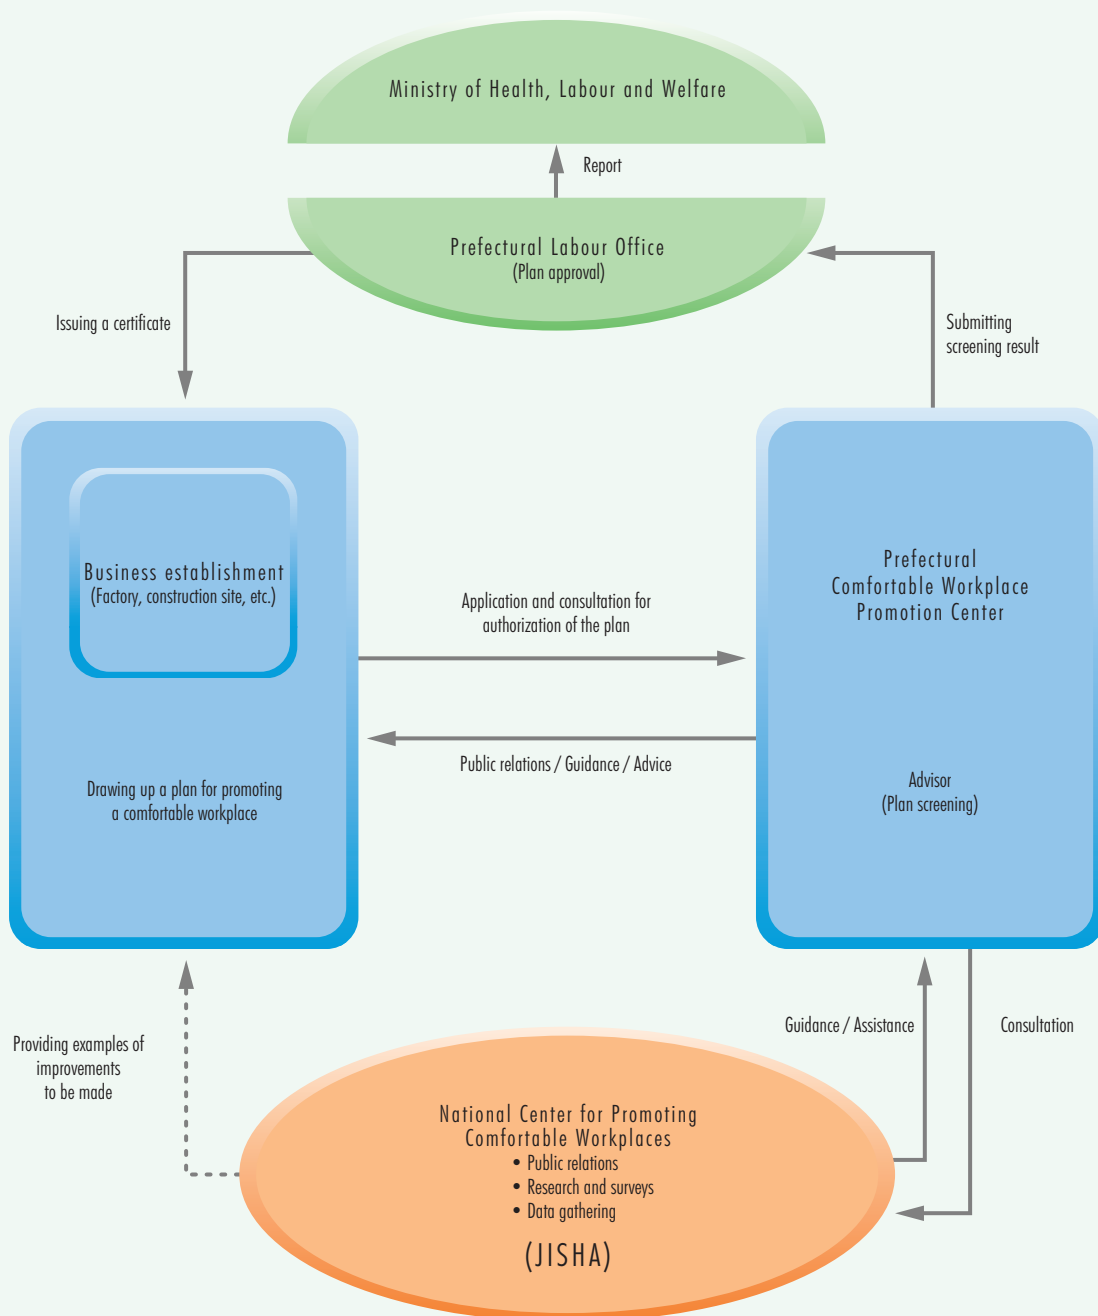 Ministry of Health, Labour and Welfare
Report
Prefectural Labour Office
(Plan approval)
Issuing a certificate
Submitting
screening result
Business establishment
(Factory, construction site, etc.)
Drawing up a plan for promoting
a comfortable workplace
Application and consultation for
authorization of the plan
Public relations / Guidance / Advice
Prefectural
Comfortable Workplace
Promotion Center
Advisor
(Plan screening)
Providing examples of
improvements
to be made
Guidance / Assistance
Consultation
National Center for Promoting
Comfortable Workplaces
• Public relations
• Research and surveys
• Data gathering
(JISHA)